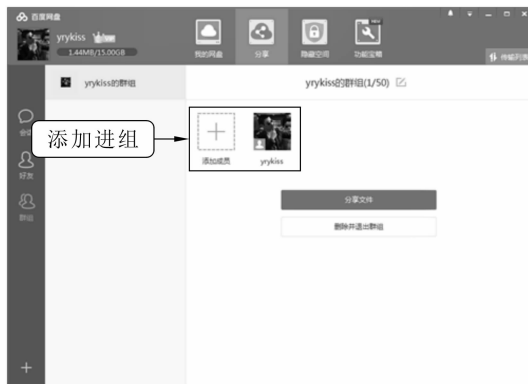 百度网盘
yrykiss
1.44MB/15.00GB
我的网盘
分享
隐藏空间
NEW
功能宝箱
传输列表
yrykiss的群组
yrykiss的群组(1/50)
会话
好友
群组
添加进组
添加成员
yrykiss
分享文件
删除并退出群组